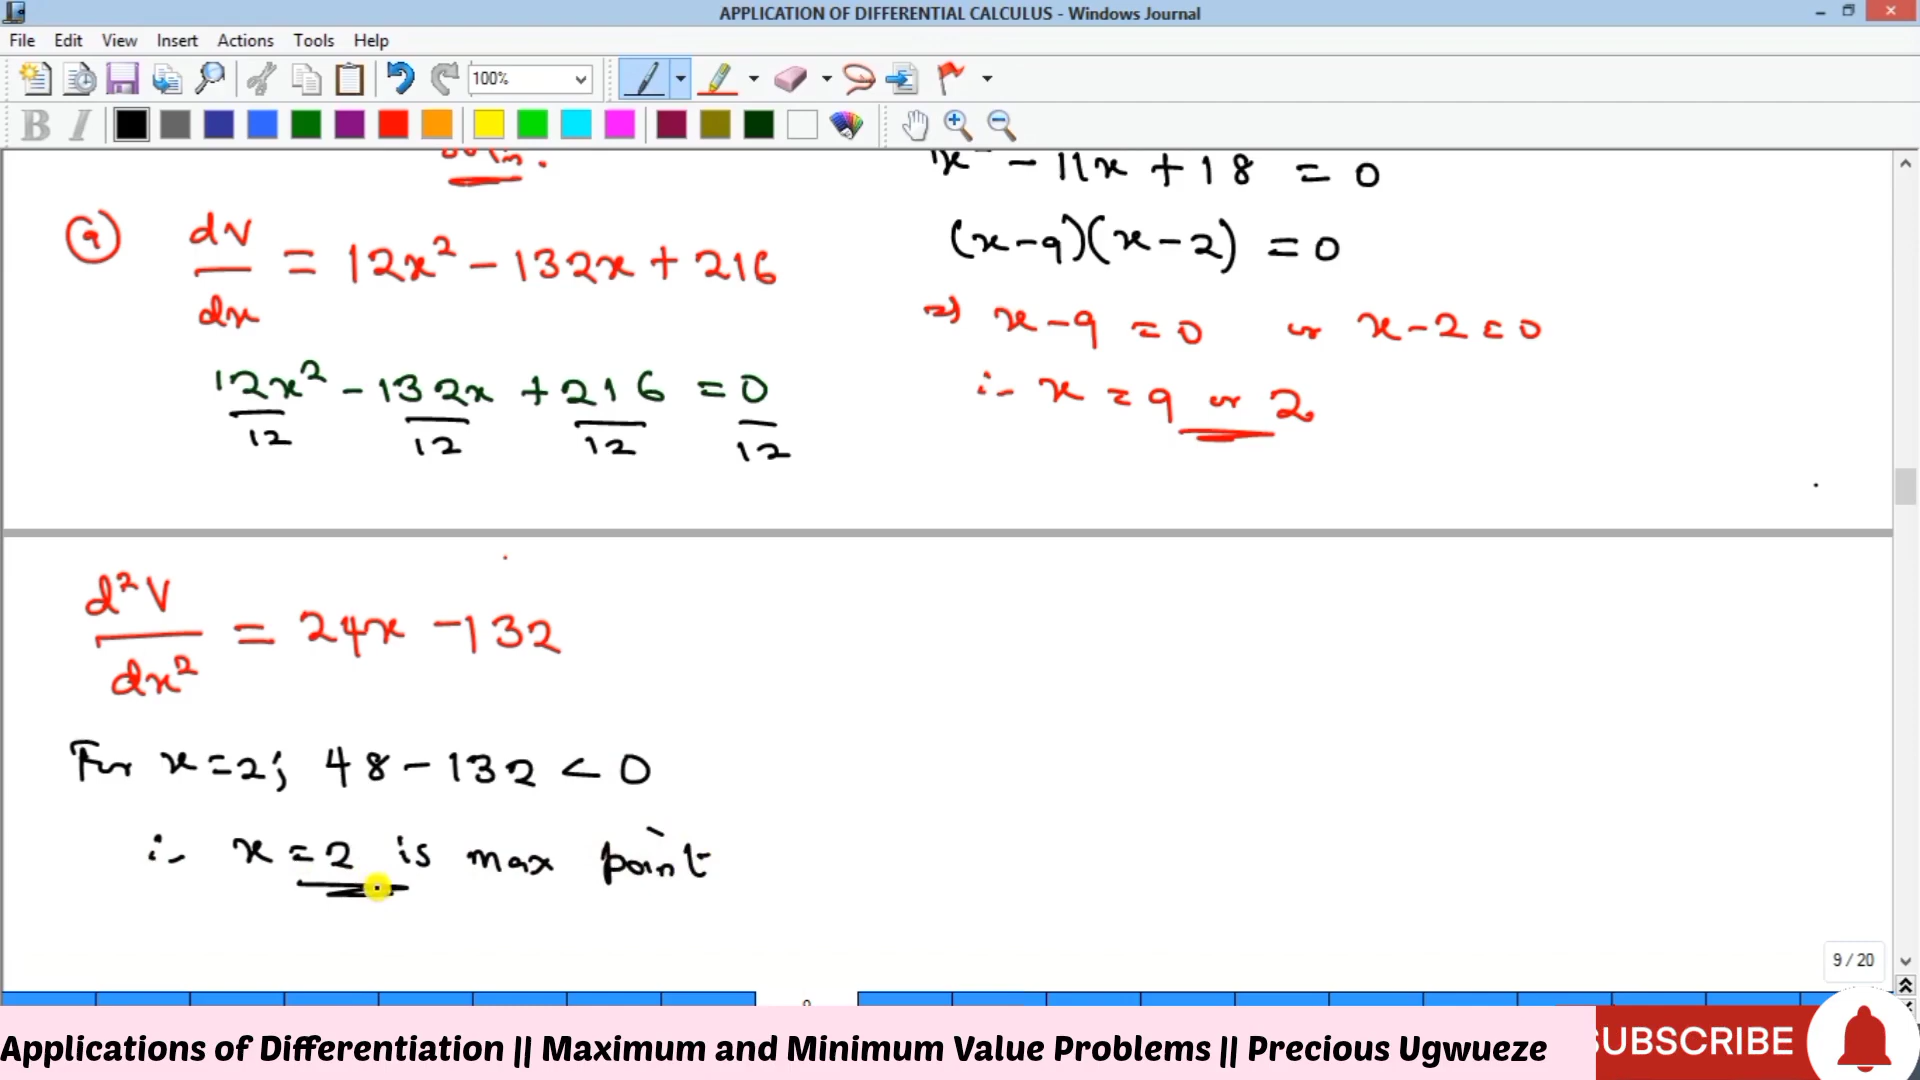 APPLICATION OF DIFFERENTIAL CALCULUS - Windows Journal
File Edit View Insert Actions Tools Help
100%
B I
(a) dV/dx = 12x² - 132x + 216
12x²/12 - 132x/12 + 216/12 = 0/12
x² - 11x + 18 = 0
(x-9)(x-2) = 0
=> x-9 = 0 or x-2 = 0
∴ x = 9 or 2
d²V/dx² = 24x - 132
For x=2; 48 - 132 < 0
∴ x = 2 is max point
9 / 20
Applications of Differentiation || Maximum and Minimum Value Problems || Precious Ugwueze
SUBSCRIBE